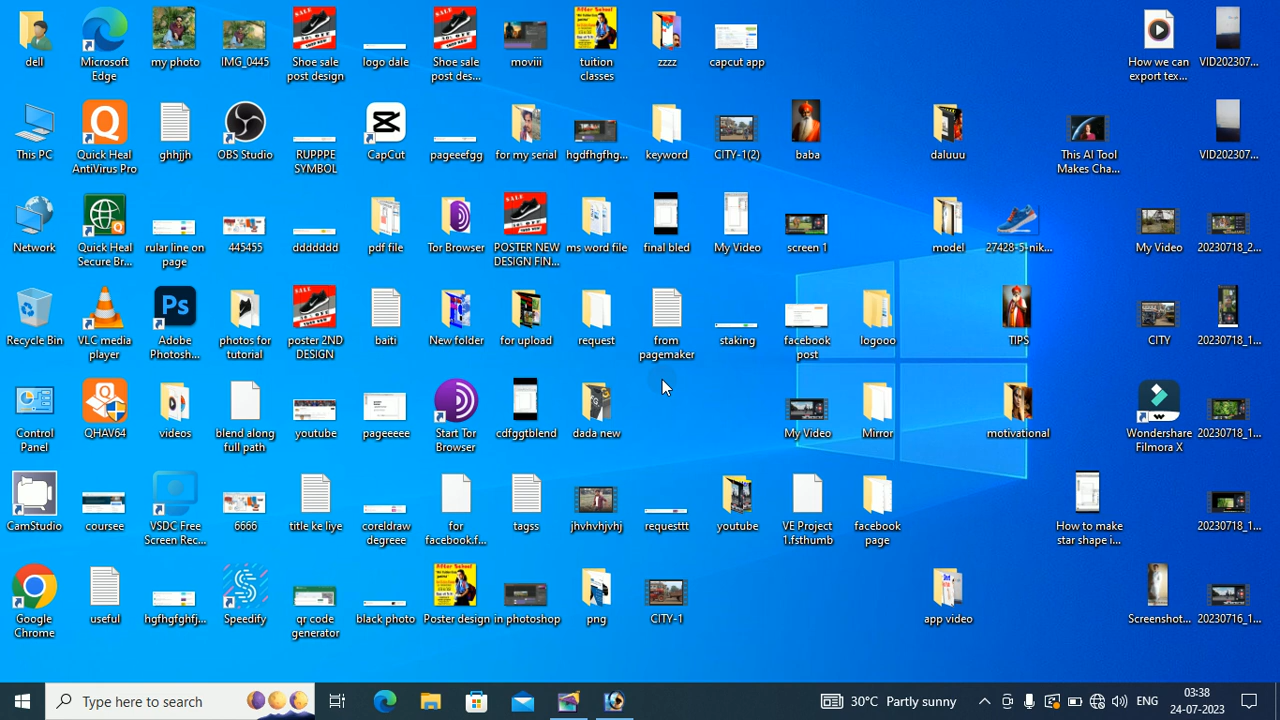 dell
Microsoft
Edge
my photo
IMG_0445
Shoe sale
post design
logo dale
Shoe sale
post des...
moviii
tuition
classes
zzzz
capcut app
How we can
export tex...
VID202307...
This PC
Quick Heal
AntiVirus Pro
ghhjjh
OBS Studio
RUPPPE
SYMBOL
CapCut
pageeefgg
for my serial
hgdfhgfhg...
keyword
CITY-1(2)
baba
daluuu
This AI Tool
Makes Cha...
VID202307...
Network
Quick Heal
Secure Br...
rular line on
page
445455
ddddddd
pdf file
Tor Browser
POSTER NEW
DESIGN FIN...
ms word file
final bled
My Video
screen 1
model
27428-5-nik...
My Video
20230718_2...
Recycle Bin
VLC media
player
Adobe
Photosh...
photos for
tutorial
poster 2ND
DESIGN
baiti
New folder
for upload
request
from
pagemaker
staking
facebook
post
logooo
TIPS
CITY
20230718_1...
Control
Panel
QHAV64
videos
blend along
full path
youtube
pageeeee
Start Tor
Browser
cdfggtblend
dada new
My Video
Mirror
motivational
Wondershare
Filmora X
20230718_1...
CamStudio
coursee
VSDC Free
Screen Rec...
6666
title ke liye
coreldraw
degreee
for
facebook.f...
tagss
jhvhvhjvhj
requesttt
youtube
VE Project
1.fsthumb
facebook
page
How to make
star shape i...
20230718_1...
Google
Chrome
useful
hgfhgfghfj...
Speedify
qr code
generator
black photo
Poster design
in photoshop
png
CITY-1
app video
Screenshot...
20230716_1...
Type here to search
30°C Partly sunny
ENG
03:38
24-07-2023